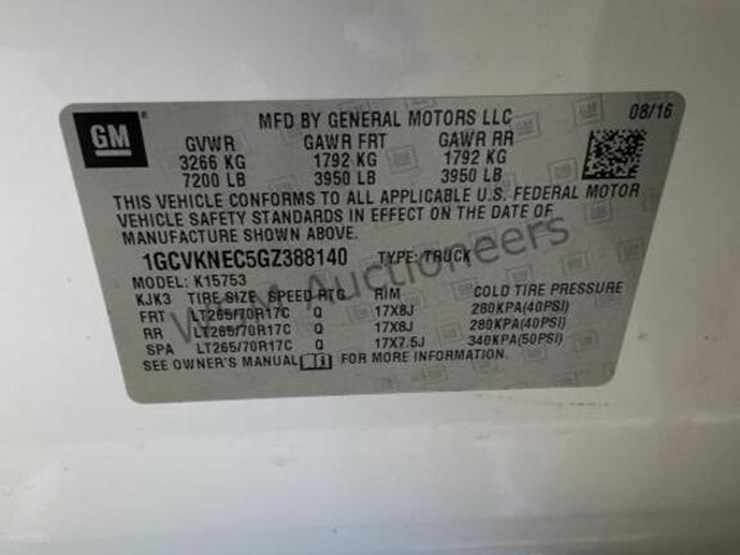 GM
MFD BY GENERAL MOTORS LLC 08/16
GVWR GAWR FRT GAWR RR
3266 KG 1792 KG 1792 KG
7200 LB 3950 LB 3950 LB
THIS VEHICLE CONFORMS TO ALL APPLICABLE U.S. FEDERAL MOTOR
VEHICLE SAFETY STANDARDS IN EFFECT ON THE DATE OF
MANUFACTURE SHOWN ABOVE.
1GCVKNEC5GZ388140 TYPE: TRUCK
MODEL: K15753
KJK3 TIRE SIZE SPEED RTG RIM COLD TIRE PRESSURE
FRT LT265/70R17C Q 17X8J 280KPA(40PSI)
RR LT265/70R17C Q 17X8J 280KPA(40PSI)
SPA LT265/70R17C Q 17X7.5J 340KPA(50PSI)
SEE OWNER'S MANUAL FOR MORE INFORMATION.
Auctioneers